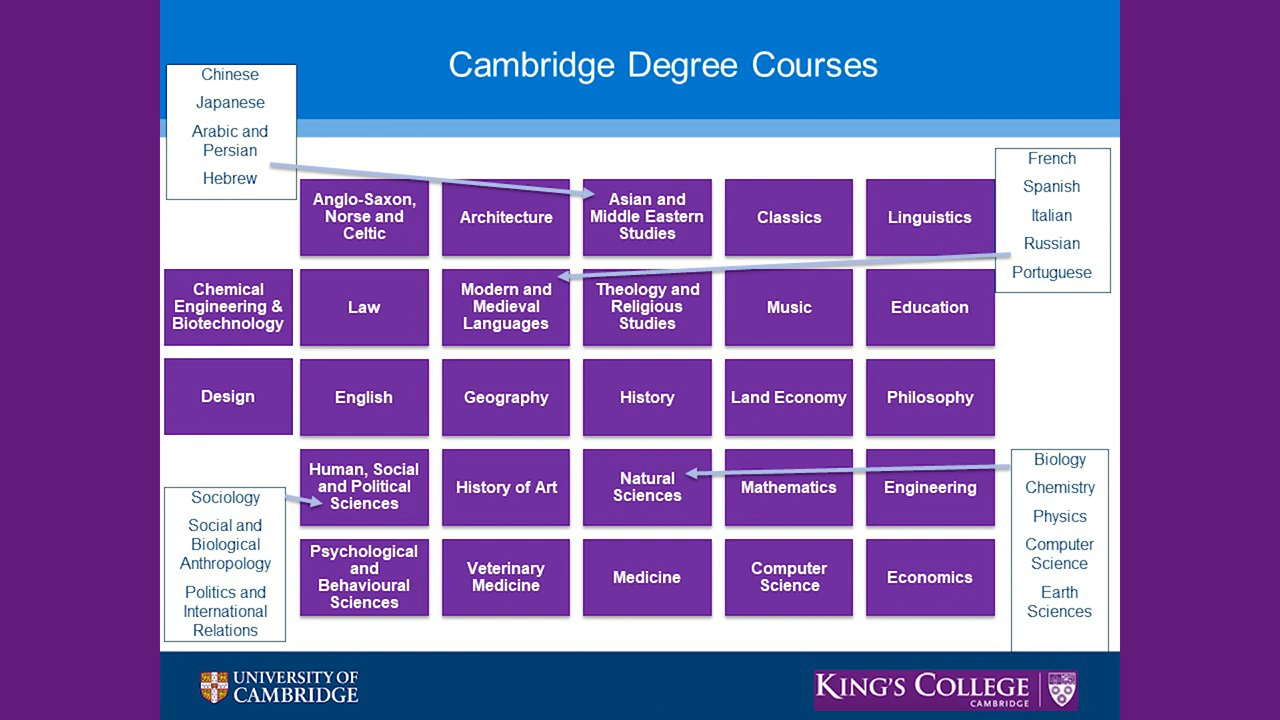 Cambridge Degree Courses
Chinese
Japanese
Arabic and
Persian
Hebrew
French
Spanish
Italian
Russian
Portuguese
Anglo-Saxon,
Norse and
Celtic
Architecture
Asian and
Middle Eastern
Studies
Classics
Linguistics
Chemical
Engineering &
Biotechnology
Law
Modern and
Medieval
Languages
Theology and
Religious
Studies
Music
Education
Design
English
Geography
History
Land Economy
Philosophy
Human, Social
and Political
Sciences
History of Art
Natural
Sciences
Mathematics
Engineering
Biology
Chemistry
Physics
Computer
Science
Earth
Sciences
Sociology
Social and
Biological
Anthropology
Politics and
International
Relations
Psychological
and
Behavioural
Sciences
Veterinary
Medicine
Medicine
Computer
Science
Economics
UNIVERSITY OF
CAMBRIDGE
KING'S COLLEGE
CAMBRIDGE